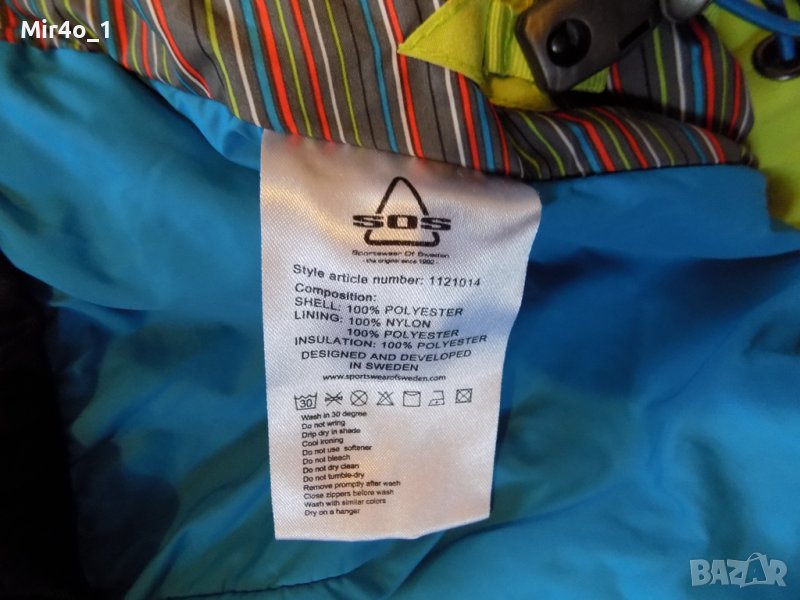 Mir4o_1
SOS
Sportswear Of Sweden
- the original since 1982 -
Style article number: 1121014
Composition:
SHELL: 100% POLYESTER
LINING: 100% NYLON
100% POLYESTER
INSULATION: 100% POLYESTER
DESIGNED AND DEVELOPED
IN SWEDEN
www.sportswearofsweden.com
30
Wash in 30 degree
Do not wring
Drip dry in shade
Cool ironing
Do not use softener
Do not bleach
Do not dry clean
Do not tumble-dry
Remove promptly after wash
Close zippers before wash
Wash with similar colors
Dry on a hanger
BAZAR